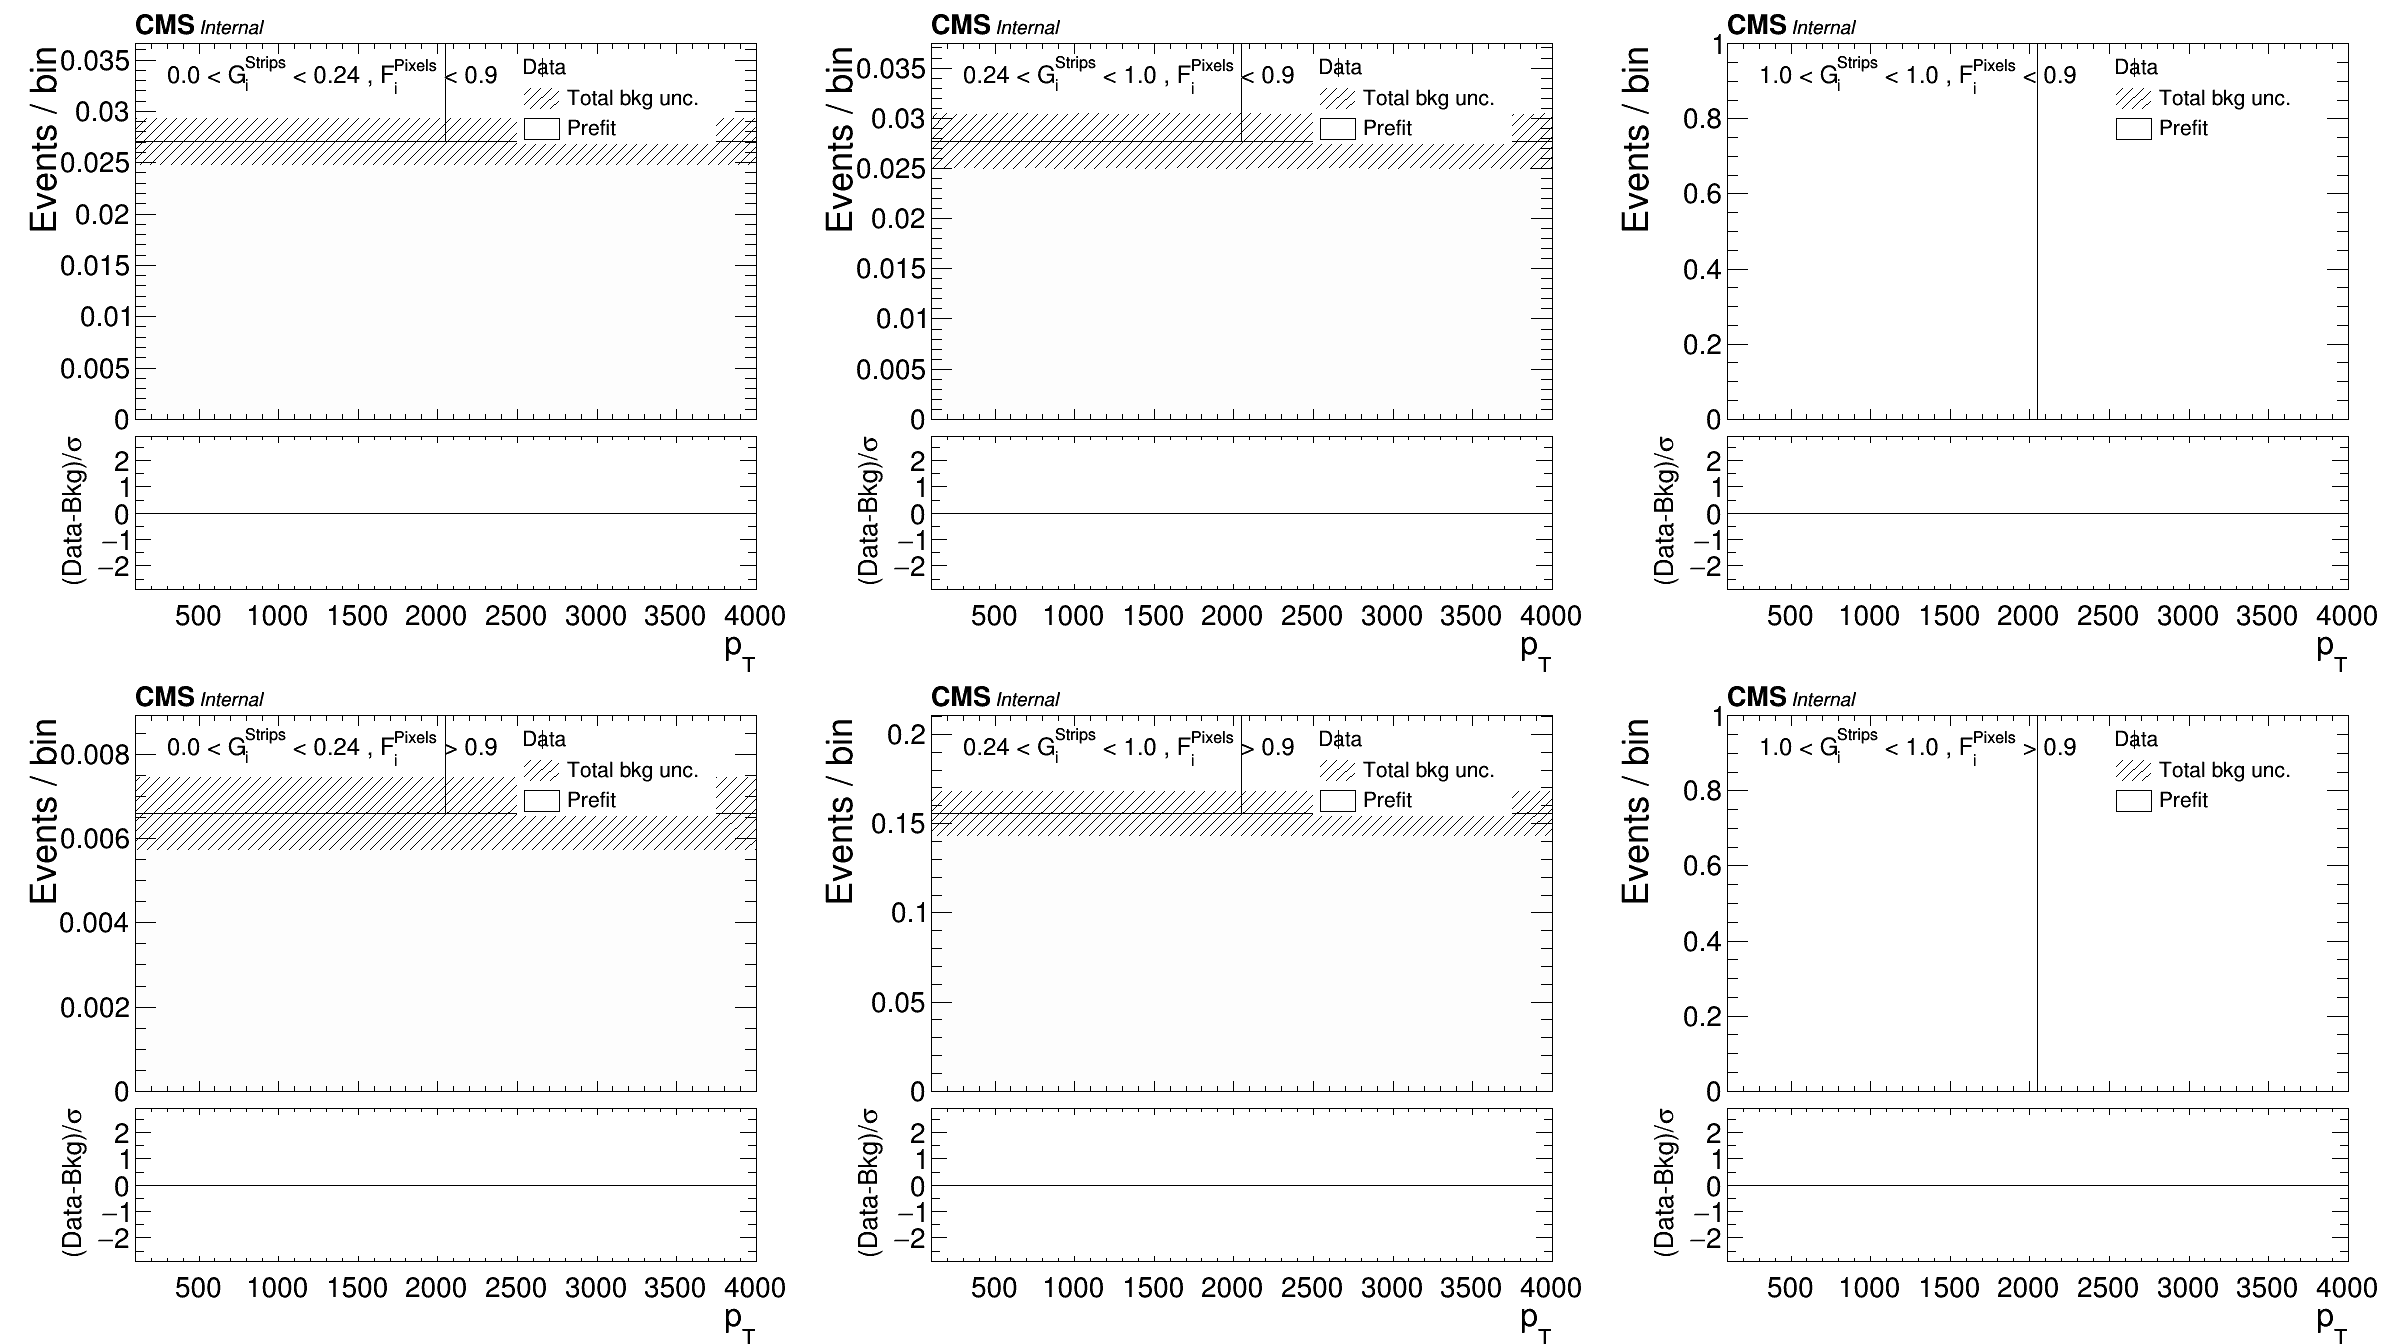 CMS Internal
Events / bin
0.0 < G_i^Strips < 0.24 , F_i^Pixels < 0.9
Data
Total bkg unc.
Prefit
0.035
0.03
0.025
0.02
0.015
0.01
0.005
0
(Data-Bkg)/σ
2
1
0
−1
−2
500 1000 1500 2000 2500 3000 3500 4000
p_T
CMS Internal
Events / bin
0.24 < G_i^Strips < 1.0 , F_i^Pixels < 0.9
Data
Total bkg unc.
Prefit
0.035
0.03
0.025
0.02
0.015
0.01
0.005
0
(Data-Bkg)/σ
2
1
0
−1
−2
500 1000 1500 2000 2500 3000 3500 4000
p_T
CMS Internal
Events / bin
1.0 < G_i^Strips < 1.0 , F_i^Pixels < 0.9
Data
Total bkg unc.
Prefit
1
0.8
0.6
0.4
0.2
0
(Data-Bkg)/σ
2
1
0
−1
−2
500 1000 1500 2000 2500 3000 3500 4000
p_T
CMS Internal
Events / bin
0.0 < G_i^Strips < 0.24 , F_i^Pixels > 0.9
Data
Total bkg unc.
Prefit
0.008
0.006
0.004
0.002
0
(Data-Bkg)/σ
2
1
0
−1
−2
500 1000 1500 2000 2500 3000 3500 4000
p_T
CMS Internal
Events / bin
0.24 < G_i^Strips < 1.0 , F_i^Pixels > 0.9
Data
Total bkg unc.
Prefit
0.2
0.15
0.1
0.05
0
(Data-Bkg)/σ
2
1
0
−1
−2
500 1000 1500 2000 2500 3000 3500 4000
p_T
CMS Internal
Events / bin
1.0 < G_i^Strips < 1.0 , F_i^Pixels > 0.9
Data
Total bkg unc.
Prefit
1
0.8
0.6
0.4
0.2
0
(Data-Bkg)/σ
2
1
0
−1
−2
500 1000 1500 2000 2500 3000 3500 4000
p_T